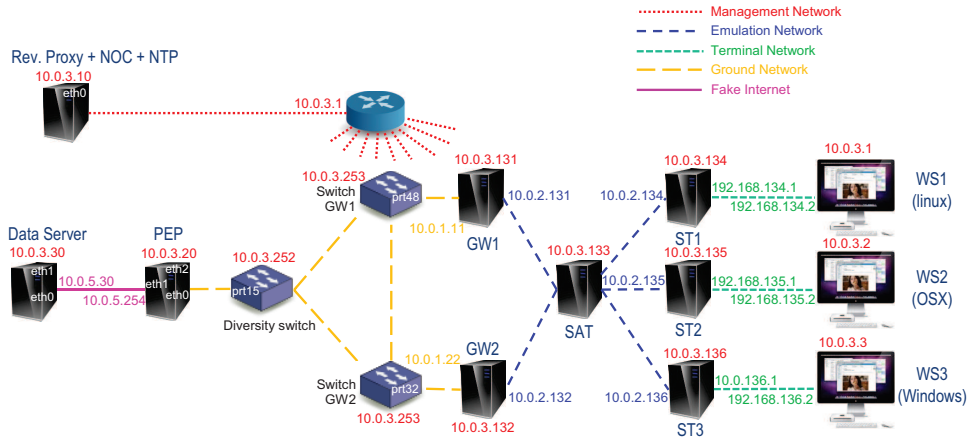 Management Network
Emulation Network
Terminal Network
Ground Network
Fake Internet
Rev. Proxy + NOC + NTP
10.0.3.10
eth0
10.0.3.1
10.0.3.253
Switch
GW1
prt48
10.0.3.131
10.0.1.11
GW1
10.0.2.131
10.0.2.134
10.0.3.134
ST1
192.168.134.1
192.168.134.2
10.0.3.1
WS1
(linux)
Data Server
10.0.3.30
eth1
eth0
10.0.5.30
10.0.5.254
PEP
10.0.3.20
eth2
eth1
eth0
10.0.3.252
prt15
Diversity switch
10.0.3.133
SAT
10.0.2.135
10.0.3.135
ST2
192.168.135.1
192.168.135.2
10.0.3.2
WS2
(OSX)
Switch
GW2
prt32
10.0.3.253
GW2
10.0.1.22
10.0.3.132
10.0.2.132
10.0.2.136
10.0.3.136
ST3
10.0.136.1
192.168.136.2
10.0.3.3
WS3
(Windows)